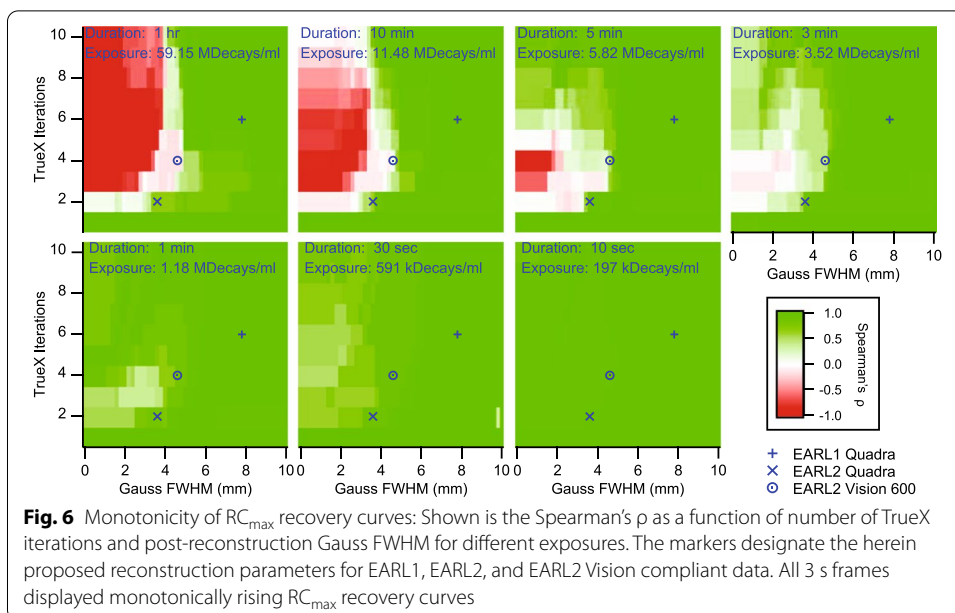 Duration: 1 hr
Exposure: 59.15 MDecays/ml
Duration: 10 min
Exposure: 11.48 MDecays/ml
Duration: 5 min
Exposure: 5.82 MDecays/ml
Duration: 3 min
Exposure: 3.52 MDecays/ml
10
8
6
4
2
TrueX Iterations
0 2 4 6 8 10
Gauss FWHM (mm)
Duration: 1 min
Exposure: 1.18 MDecays/ml
Duration: 30 sec
Exposure: 591 kDecays/ml
Duration: 10 sec
Exposure: 197 kDecays/ml
10
8
6
4
2
TrueX Iterations
0 2 4 6 8 10
Gauss FWHM (mm)
0 2 4 6 8 10
Gauss FWHM (mm)
0 2 4 6 8 10
Gauss FWHM (mm)
1.0
0.5
0.0
-0.5
-1.0
Spearman's ρ
+ EARL1 Quadra
× EARL2 Quadra
⊙ EARL2 Vision 600
Fig. 6 Monotonicity of RCmax recovery curves: Shown is the Spearman's ρ as a function of number of TrueX
iterations and post-reconstruction Gauss FWHM for different exposures. The markers designate the herein
proposed reconstruction parameters for EARL1, EARL2, and EARL2 Vision compliant data. All 3 s frames
displayed monotonically rising RCmax recovery curves